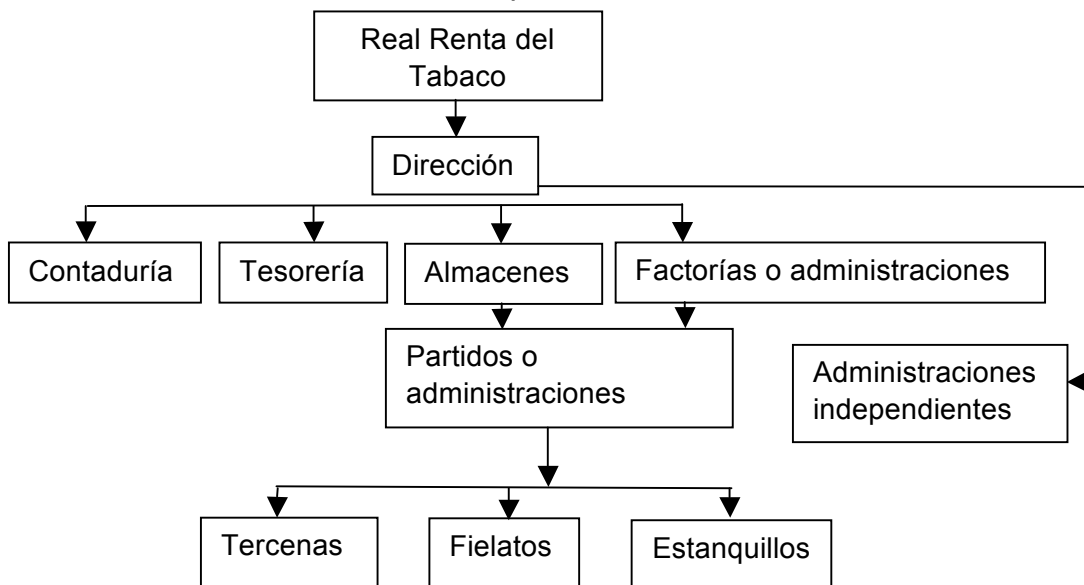 Real Renta del
Tabaco
Dirección
Contaduría
Tesorería
Almacenes
Factorías o administraciones
Partidos o
administraciones
Administraciones
independientes
Tercenas
Fielatos
Estanquillos